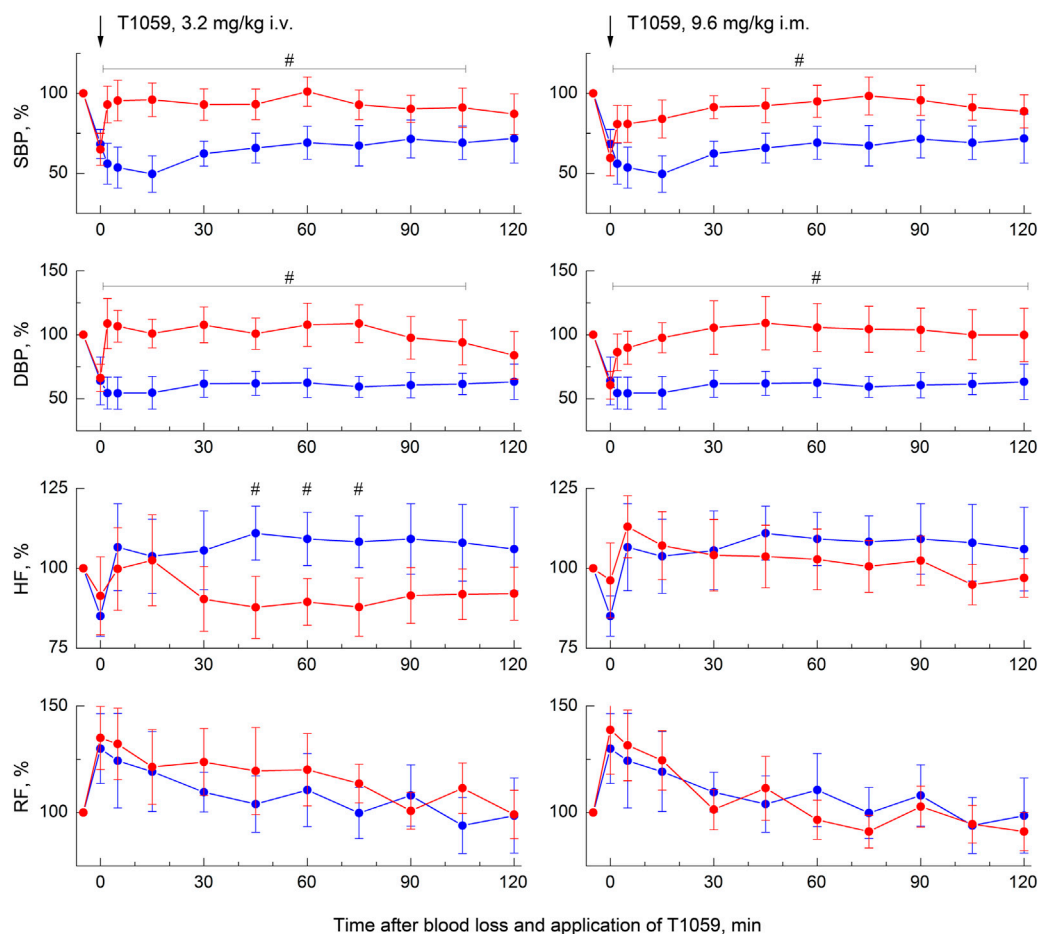 T1059, 3.2 mg/kg i.v.
T1059, 9.6 mg/kg i.m.
#
#
SBP, %
100
50
0 30 60 90 120
100
50
0 30 60 90 120
#
#
DBP, %
150
100
50
0 30 60 90 120
150
100
50
0 30 60 90 120
# # #
HF, %
125
100
75
0 30 60 90 120
125
100
75
0 30 60 90 120
RF, %
150
100
0 30 60 90 120
150
100
0 30 60 90 120
Time after blood loss and application of T1059, min